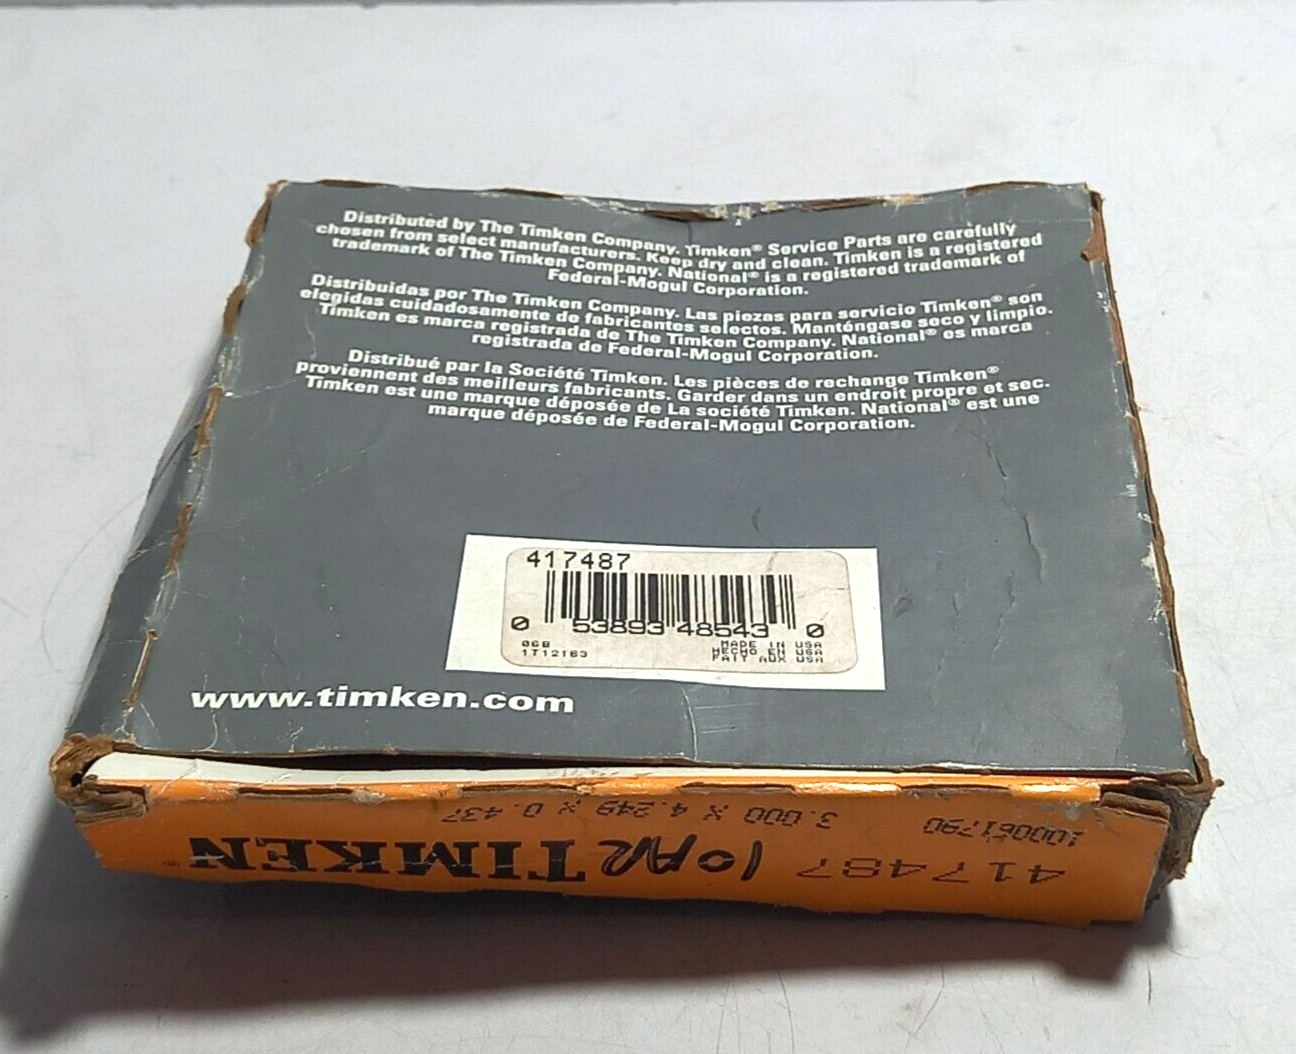 Distributed by The Timken Company. Timken® Service Parts are carefully
chosen from select manufacturers. Keep dry and clean. Timken is a registered
trademark of The Timken Company. National® is a registered trademark of
Federal-Mogul Corporation.
Distribuidas por The Timken Company. Las piezas para servicio Timken® son
elegidas cuidadosamente de fabricantes selectos. Manténgase seco y limpio.
Timken es marca registrada de The Timken Company. National® es marca
registrada de Federal-Mogul Corporation.
Distribué par la Société Timken. Les pièces de rechange Timken®
proviennent des meilleurs fabricants. Garder dans un endroit propre et sec.
Timken est une marque déposée de La société Timken. National® est une
marque déposée de Federal-Mogul Corporation.
417487
0 53893 48543 0
06B
1T12163
MADE IN USA
HECHO EN USA
FAIT AUX USA
www.timken.com
3.000 X 4.249 X 0.437
100061790
TIMKEN®
417487